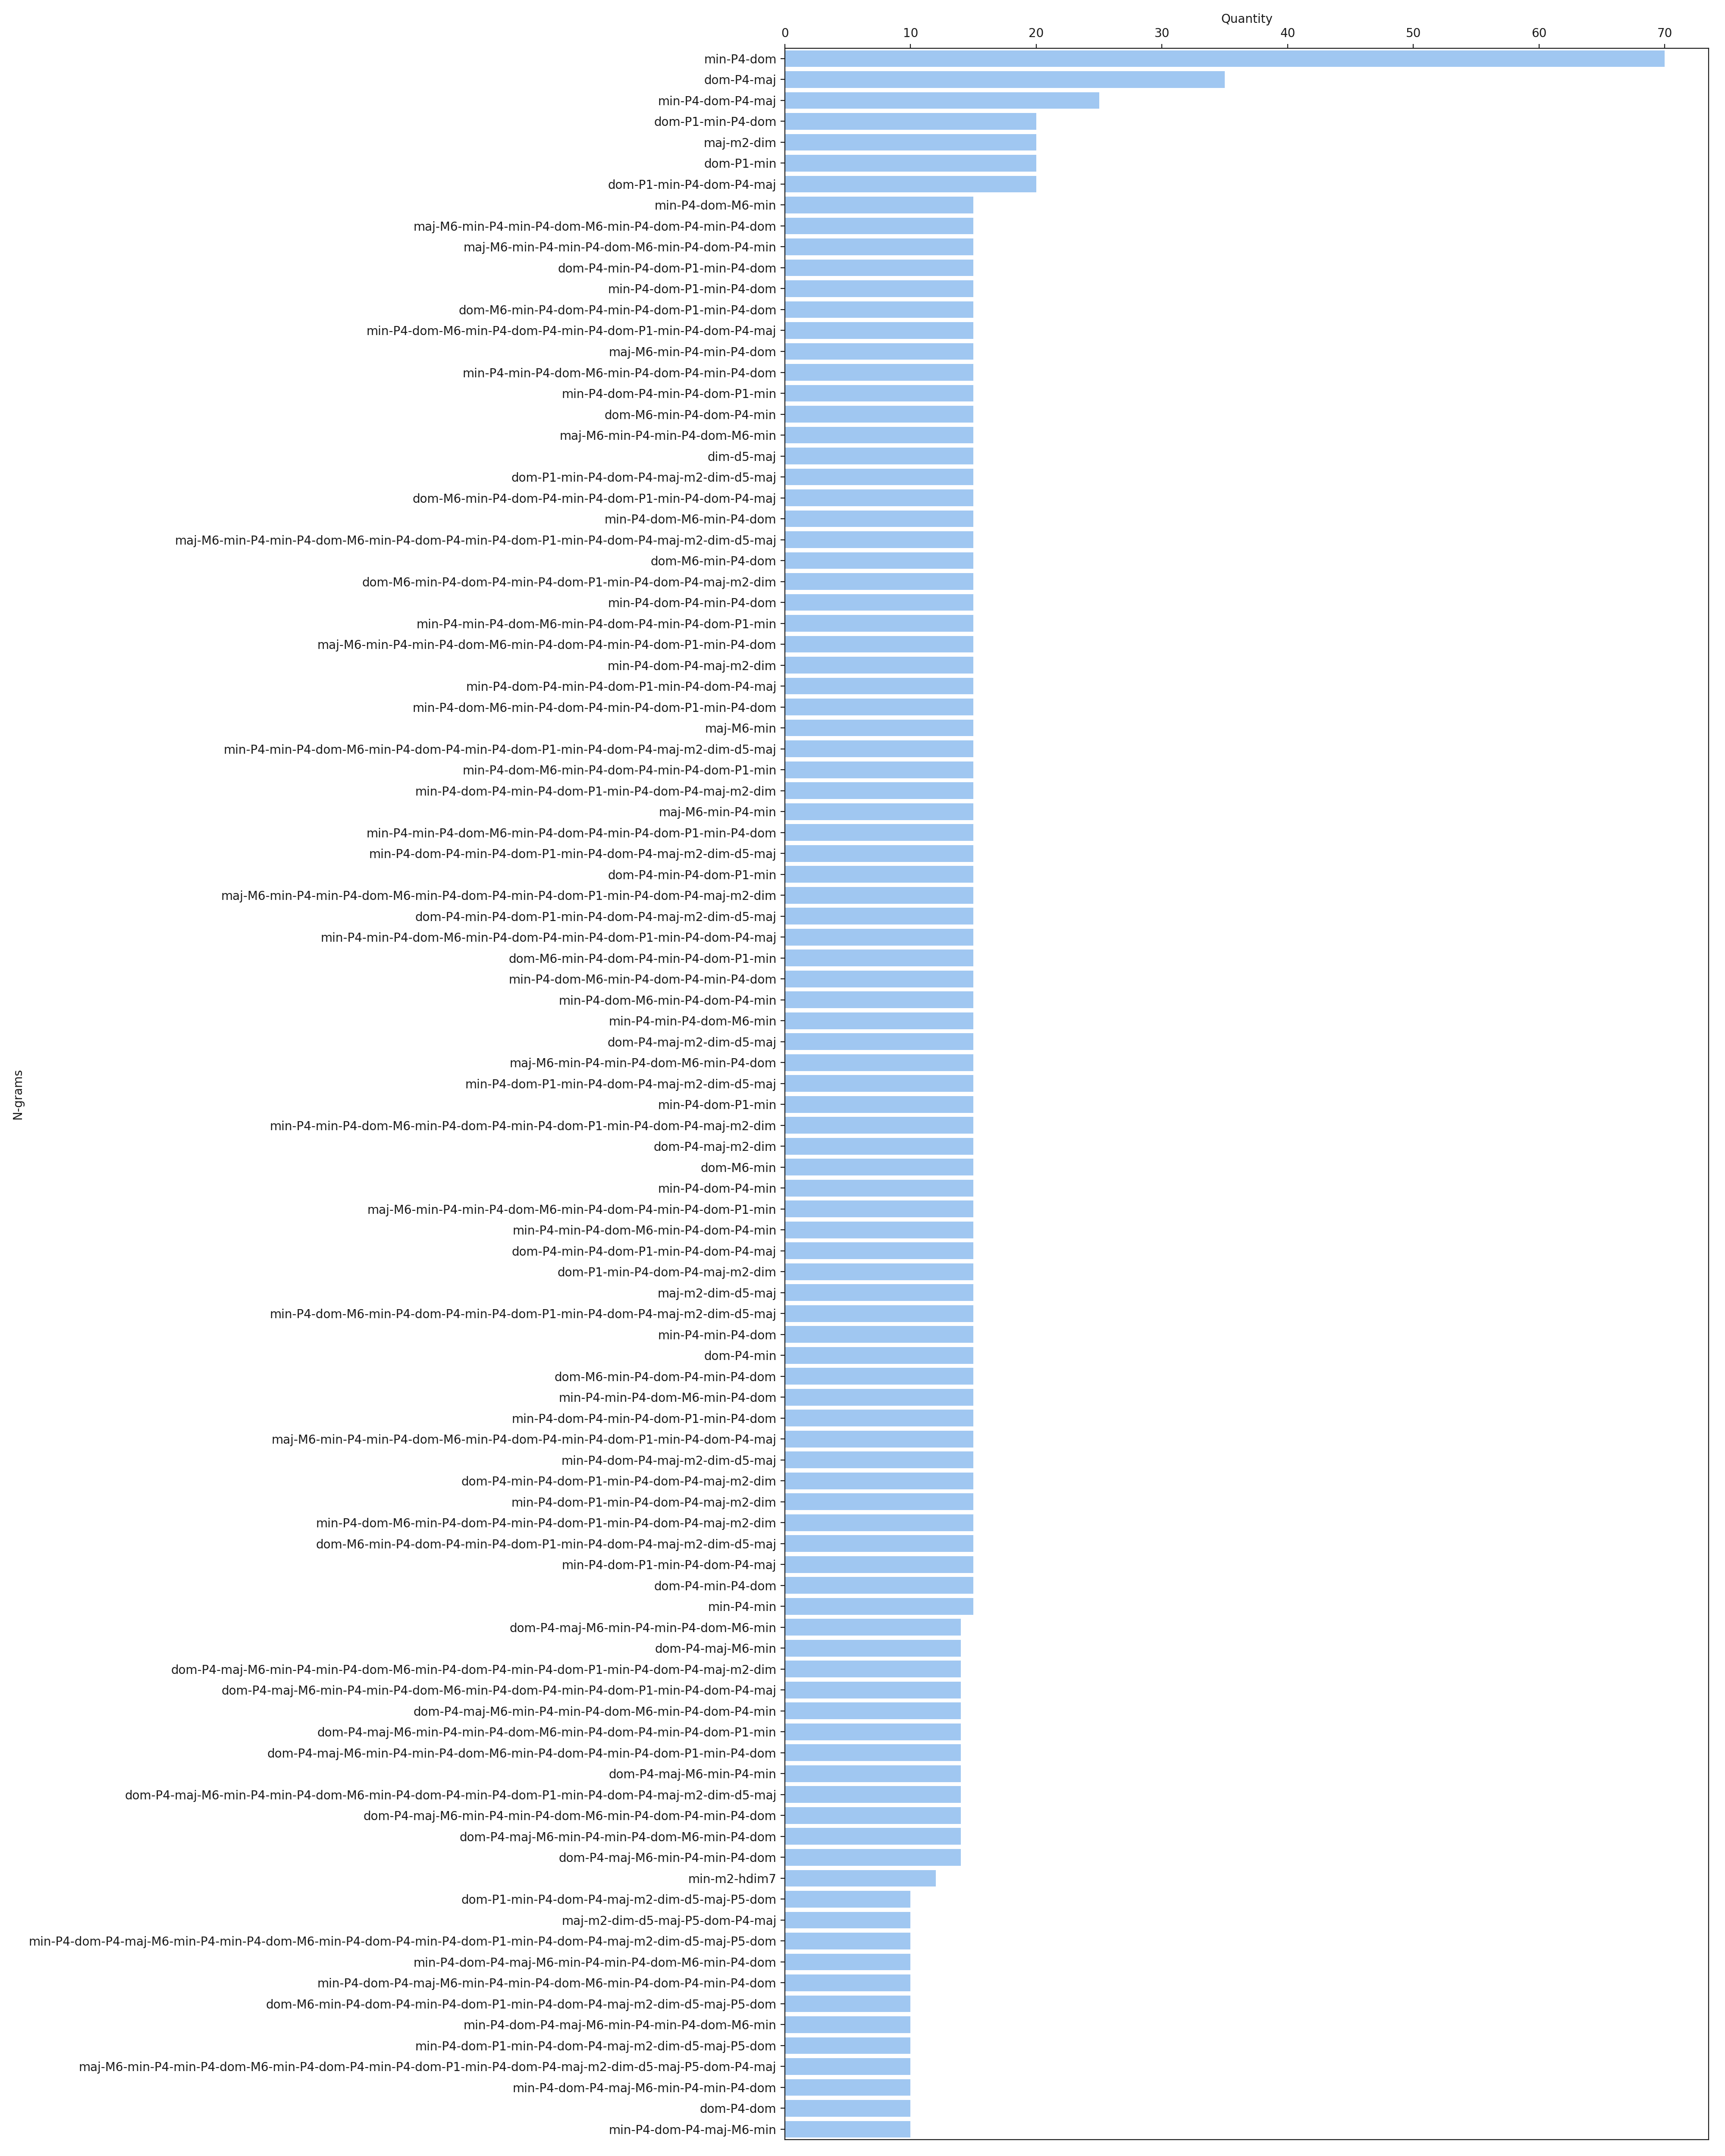 Quantity
0 10 20 30 40 50 60 70
min-P4-dom
dom-P4-maj
min-P4-dom-P4-maj
dom-P1-min-P4-dom
maj-m2-dim
dom-P1-min
dom-P1-min-P4-dom-P4-maj
min-P4-dom-M6-min
maj-M6-min-P4-min-P4-dom-M6-min-P4-dom-P4-min-P4-dom
maj-M6-min-P4-min-P4-dom-M6-min-P4-dom-P4-min
dom-P4-min-P4-dom-P1-min-P4-dom
min-P4-dom-P1-min-P4-dom
dom-M6-min-P4-dom-P4-min-P4-dom-P1-min-P4-dom
min-P4-dom-M6-min-P4-dom-P4-min-P4-dom-P1-min-P4-dom-P4-maj
maj-M6-min-P4-min-P4-dom
min-P4-min-P4-dom-M6-min-P4-dom-P4-min-P4-dom
min-P4-dom-P4-min-P4-dom-P1-min
dom-M6-min-P4-dom-P4-min
maj-M6-min-P4-min-P4-dom-M6-min
dim-d5-maj
dom-P1-min-P4-dom-P4-maj-m2-dim-d5-maj
dom-M6-min-P4-dom-P4-min-P4-dom-P1-min-P4-dom-P4-maj
min-P4-dom-M6-min-P4-dom
maj-M6-min-P4-min-P4-dom-M6-min-P4-dom-P4-min-P4-dom-P1-min-P4-dom-P4-maj-m2-dim-d5-maj
dom-M6-min-P4-dom
dom-M6-min-P4-dom-P4-min-P4-dom-P1-min-P4-dom-P4-maj-m2-dim
min-P4-dom-P4-min-P4-dom
min-P4-min-P4-dom-M6-min-P4-dom-P4-min-P4-dom-P1-min
maj-M6-min-P4-min-P4-dom-M6-min-P4-dom-P4-min-P4-dom-P1-min-P4-dom
min-P4-dom-P4-maj-m2-dim
min-P4-dom-P4-min-P4-dom-P1-min-P4-dom-P4-maj
min-P4-dom-M6-min-P4-dom-P4-min-P4-dom-P1-min-P4-dom
maj-M6-min
min-P4-min-P4-dom-M6-min-P4-dom-P4-min-P4-dom-P1-min-P4-dom-P4-maj-m2-dim-d5-maj
min-P4-dom-M6-min-P4-dom-P4-min-P4-dom-P1-min
min-P4-dom-P4-min-P4-dom-P1-min-P4-dom-P4-maj-m2-dim
maj-M6-min-P4-min
min-P4-min-P4-dom-M6-min-P4-dom-P4-min-P4-dom-P1-min-P4-dom
min-P4-dom-P4-min-P4-dom-P1-min-P4-dom-P4-maj-m2-dim-d5-maj
dom-P4-min-P4-dom-P1-min
maj-M6-min-P4-min-P4-dom-M6-min-P4-dom-P4-min-P4-dom-P1-min-P4-dom-P4-maj-m2-dim
dom-P4-min-P4-dom-P1-min-P4-dom-P4-maj-m2-dim-d5-maj
min-P4-min-P4-dom-M6-min-P4-dom-P4-min-P4-dom-P1-min-P4-dom-P4-maj
dom-M6-min-P4-dom-P4-min-P4-dom-P1-min
min-P4-dom-M6-min-P4-dom-P4-min-P4-dom
min-P4-dom-M6-min-P4-dom-P4-min
min-P4-min-P4-dom-M6-min
dom-P4-maj-m2-dim-d5-maj
maj-M6-min-P4-min-P4-dom-M6-min-P4-dom
min-P4-dom-P1-min-P4-dom-P4-maj-m2-dim-d5-maj
N-grams
min-P4-dom-P1-min
min-P4-min-P4-dom-M6-min-P4-dom-P4-min-P4-dom-P1-min-P4-dom-P4-maj-m2-dim
dom-P4-maj-m2-dim
dom-M6-min
min-P4-dom-P4-min
maj-M6-min-P4-min-P4-dom-M6-min-P4-dom-P4-min-P4-dom-P1-min
min-P4-min-P4-dom-M6-min-P4-dom-P4-min
dom-P4-min-P4-dom-P1-min-P4-dom-P4-maj
dom-P1-min-P4-dom-P4-maj-m2-dim
maj-m2-dim-d5-maj
min-P4-dom-M6-min-P4-dom-P4-min-P4-dom-P1-min-P4-dom-P4-maj-m2-dim-d5-maj
min-P4-min-P4-dom
dom-P4-min
dom-M6-min-P4-dom-P4-min-P4-dom
min-P4-min-P4-dom-M6-min-P4-dom
min-P4-dom-P4-min-P4-dom-P1-min-P4-dom
maj-M6-min-P4-min-P4-dom-M6-min-P4-dom-P4-min-P4-dom-P1-min-P4-dom-P4-maj
min-P4-dom-P4-maj-m2-dim-d5-maj
dom-P4-min-P4-dom-P1-min-P4-dom-P4-maj-m2-dim
min-P4-dom-P1-min-P4-dom-P4-maj-m2-dim
min-P4-dom-M6-min-P4-dom-P4-min-P4-dom-P1-min-P4-dom-P4-maj-m2-dim
dom-M6-min-P4-dom-P4-min-P4-dom-P1-min-P4-dom-P4-maj-m2-dim-d5-maj
min-P4-dom-P1-min-P4-dom-P4-maj
dom-P4-min-P4-dom
min-P4-min
dom-P4-maj-M6-min-P4-min-P4-dom-M6-min
dom-P4-maj-M6-min
dom-P4-maj-M6-min-P4-min-P4-dom-M6-min-P4-dom-P4-min-P4-dom-P1-min-P4-dom-P4-maj-m2-dim
dom-P4-maj-M6-min-P4-min-P4-dom-M6-min-P4-dom-P4-min-P4-dom-P1-min-P4-dom-P4-maj
dom-P4-maj-M6-min-P4-min-P4-dom-M6-min-P4-dom-P4-min
dom-P4-maj-M6-min-P4-min-P4-dom-M6-min-P4-dom-P4-min-P4-dom-P1-min
dom-P4-maj-M6-min-P4-min-P4-dom-M6-min-P4-dom-P4-min-P4-dom-P1-min-P4-dom
dom-P4-maj-M6-min-P4-min
dom-P4-maj-M6-min-P4-min-P4-dom-M6-min-P4-dom-P4-min-P4-dom-P1-min-P4-dom-P4-maj-m2-dim-d5-maj
dom-P4-maj-M6-min-P4-min-P4-dom-M6-min-P4-dom-P4-min-P4-dom
dom-P4-maj-M6-min-P4-min-P4-dom-M6-min-P4-dom
dom-P4-maj-M6-min-P4-min-P4-dom
min-m2-hdim7
dom-P1-min-P4-dom-P4-maj-m2-dim-d5-maj-P5-dom
maj-m2-dim-d5-maj-P5-dom-P4-maj
min-P4-dom-P4-maj-M6-min-P4-min-P4-dom-M6-min-P4-dom-P4-min-P4-dom-P1-min-P4-dom-P4-maj-m2-dim-d5-maj-P5-dom
min-P4-dom-P4-maj-M6-min-P4-min-P4-dom-M6-min-P4-dom
min-P4-dom-P4-maj-M6-min-P4-min-P4-dom-M6-min-P4-dom-P4-min-P4-dom
dom-M6-min-P4-dom-P4-min-P4-dom-P1-min-P4-dom-P4-maj-m2-dim-d5-maj-P5-dom
min-P4-dom-P4-maj-M6-min-P4-min-P4-dom-M6-min
min-P4-dom-P1-min-P4-dom-P4-maj-m2-dim-d5-maj-P5-dom
maj-M6-min-P4-min-P4-dom-M6-min-P4-dom-P4-min-P4-dom-P1-min-P4-dom-P4-maj-m2-dim-d5-maj-P5-dom-P4-maj
min-P4-dom-P4-maj-M6-min-P4-min-P4-dom
dom-P4-dom
min-P4-dom-P4-maj-M6-min